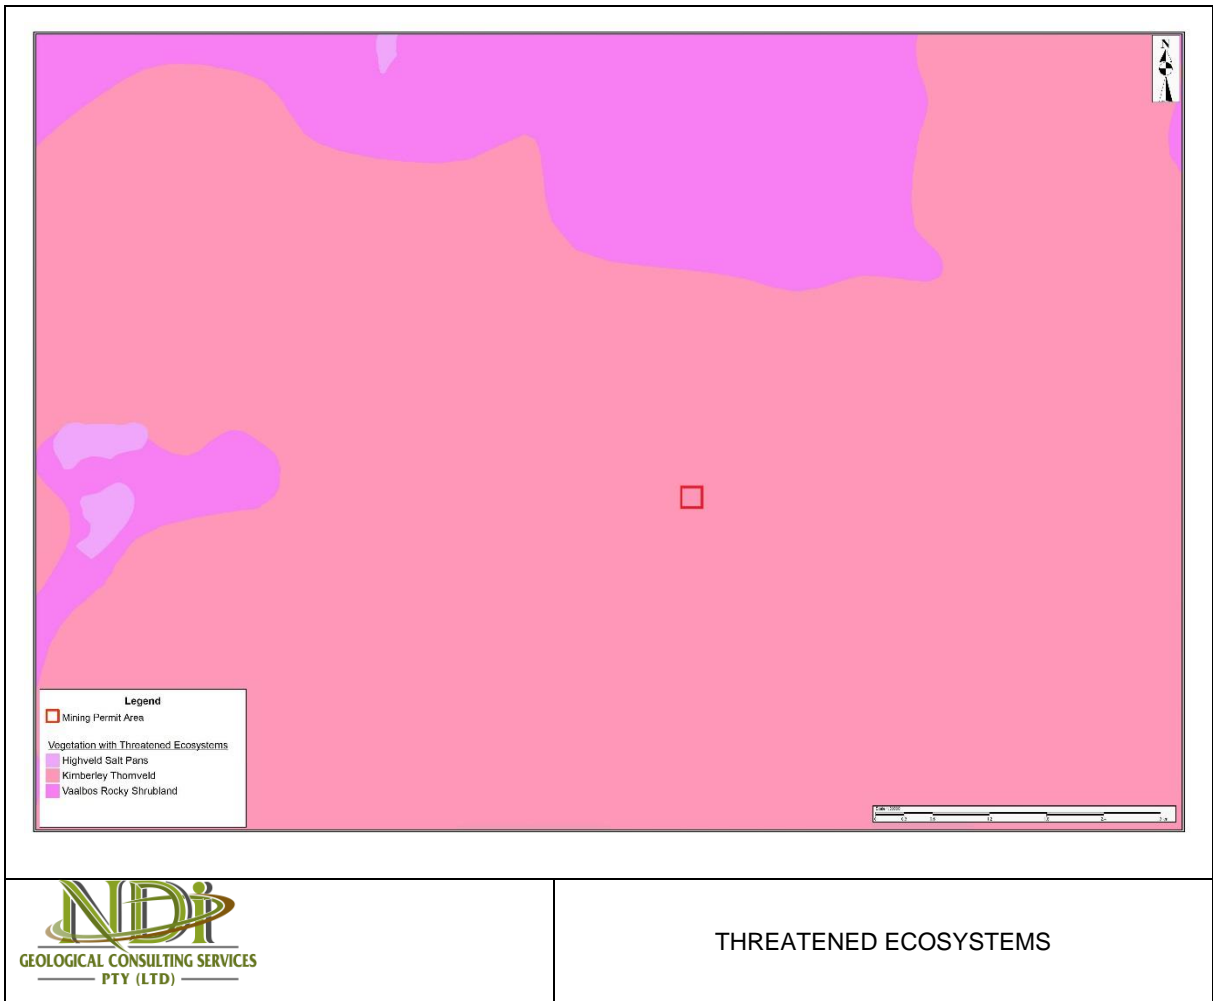 N
Legend
Mining Permit Area
Vegetation with Threatened Ecosystems
Highveld Salt Pans
Kimberley Thornveld
Vaalbos Rocky Shrubland
NDi
GEOLOGICAL CONSULTING SERVICES
PTY (LTD)
THREATENED ECOSYSTEMS